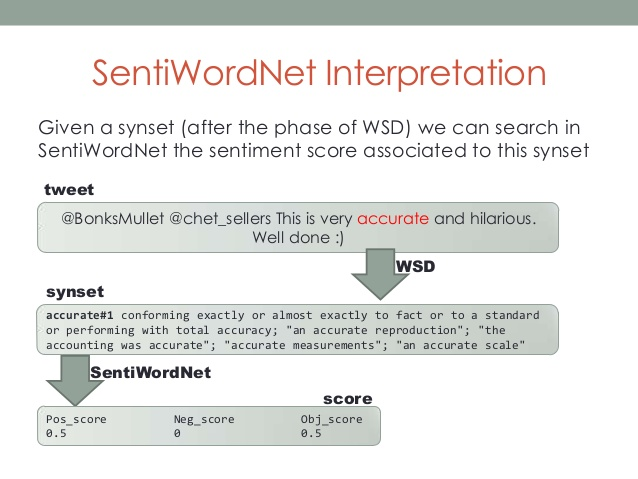 SentiWordNet Interpretation
Given a synset (after the phase of WSD) we can search in
SentiWordNet the sentiment score associated to this synset
tweet
@BonksMullet @chet_sellers This is very accurate and hilarious.
Well done :)
WSD
synset
accurate#1 conforming exactly or almost exactly to fact or to a standard
or performing with total accuracy; "an accurate reproduction"; "the
accounting was accurate"; "accurate measurements"; "an accurate scale"
SentiWordNet
score
Pos_score Neg_score Obj_score
0.5 0 0.5